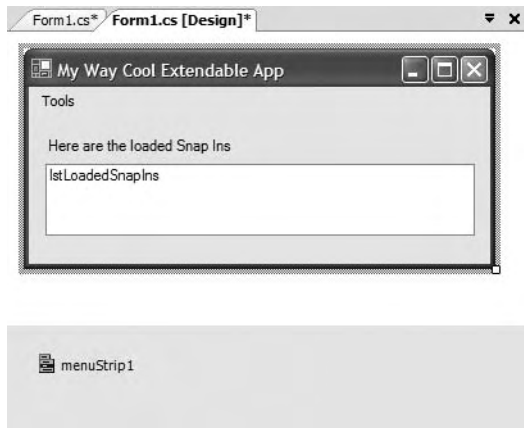 Form1.cs* Form1.cs [Design]*
My Way Cool Extendable App
Tools
Here are the loaded Snap Ins
lstLoadedSnapIns
menuStrip1